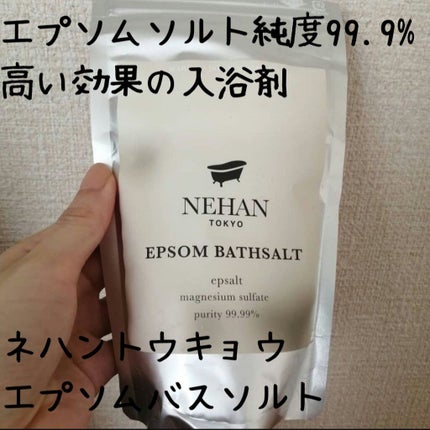 エプソムソルト純度99.9%
高い効果の入浴剤
NEHAN
TOKYO
EPSOM BATHSALT
epsalt
magnesium sulfate
purity 99.99%
ネハントウキョウ
エプソムバスソルト